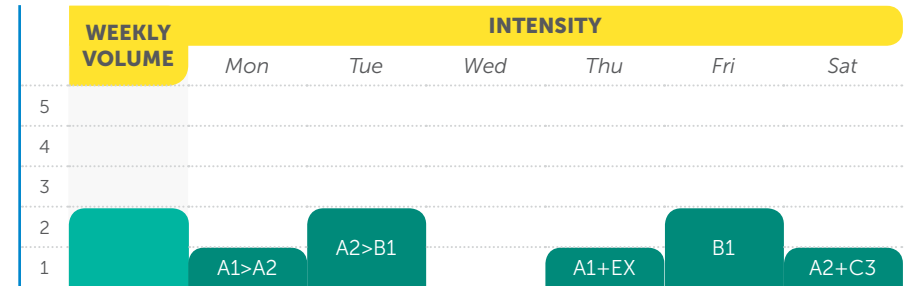 WEEKLY VOLUME INTENSITY
Mon Tue Wed Thu Fri Sat
5
4
3
2
A2>B1 B1
1 A1>A2 A1+EX A2+C3